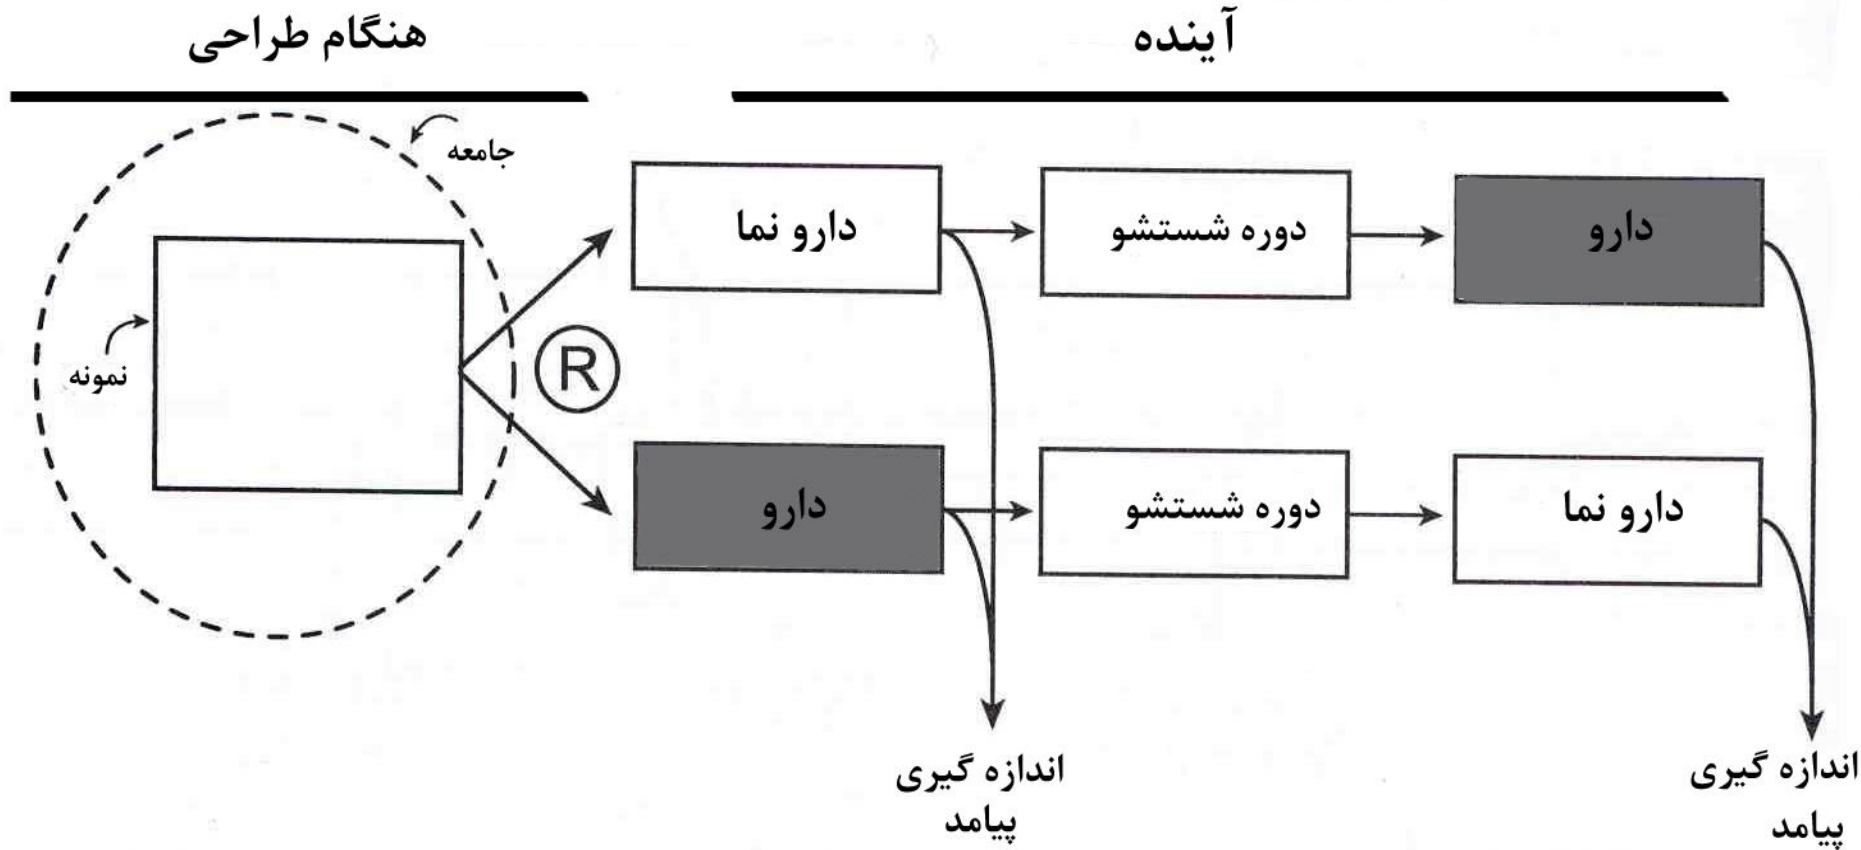 هنگام طراحی
آینده
جامعه
نمونه
R
دارو نما
دوره شستشو
دارو
دارو
دوره شستشو
دارو نما
اندازه گیری
پیامد
اندازه گیری
پیامد